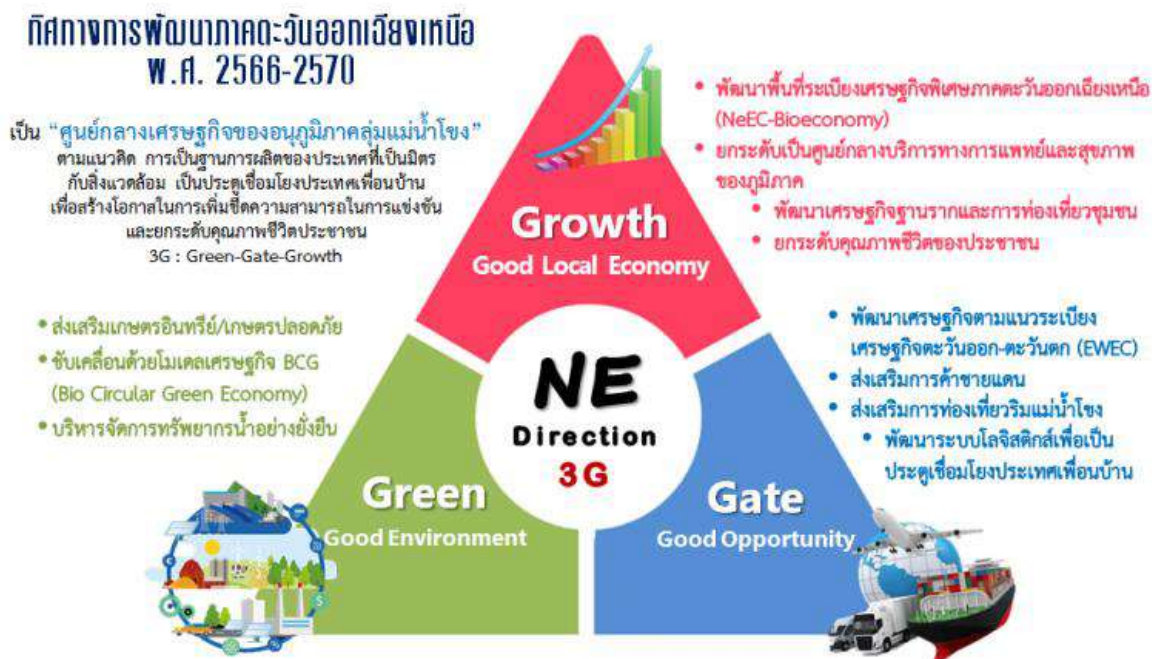 ทิศทางการพัฒนาภาคตะวันออกเฉียงเหนือ
พ.ศ. 2566-2570
เป็น “ศูนย์กลางเศรษฐกิจของอนุภูมิภาคลุ่มแม่น้ำโขง”
ตามแนวคิด การเป็นฐานการผลิตของประเทศที่เป็นมิตร
กับสิ่งแวดล้อม เป็นประตูเชื่อมโยงประเทศเพื่อนบ้าน
เพื่อสร้างโอกาสในการเพิ่มขีดความสามารถในการแข่งขัน
และยกระดับคุณภาพชีวิตประชาชน
3G : Green-Gate-Growth
Growth
Good Local Economy
• พัฒนาพื้นที่ระเบียงเศรษฐกิจพิเศษภาคตะวันออกเฉียงเหนือ
(NeEC-Bioeconomy)
• ยกระดับเป็นศูนย์กลางบริการทางการแพทย์และสุขภาพ
ของภูมิภาค
• พัฒนาเศรษฐกิจฐานรากและการท่องเที่ยวชุมชน
• ยกระดับคุณภาพชีวิตของประชาชน
• ส่งเสริมเกษตรอินทรีย์/เกษตรปลอดภัย
• ขับเคลื่อนด้วยโมเดลเศรษฐกิจ BCG
(Bio Circular Green Economy)
• บริหารจัดการทรัพยากรน้ำอย่างยั่งยืน
NE
Direction
3G
• พัฒนาเศรษฐกิจตามแนวระเบียง
เศรษฐกิจตะวันออก-ตะวันตก (EWEC)
• ส่งเสริมการค้าชายแดน
• ส่งเสริมการท่องเที่ยวริมแม่น้ำโขง
• พัฒนาระบบโลจิสติกส์เพื่อเป็น
ประตูเชื่อมโยงประเทศเพื่อนบ้าน
Green
Good Environment
Gate
Good Opportunity